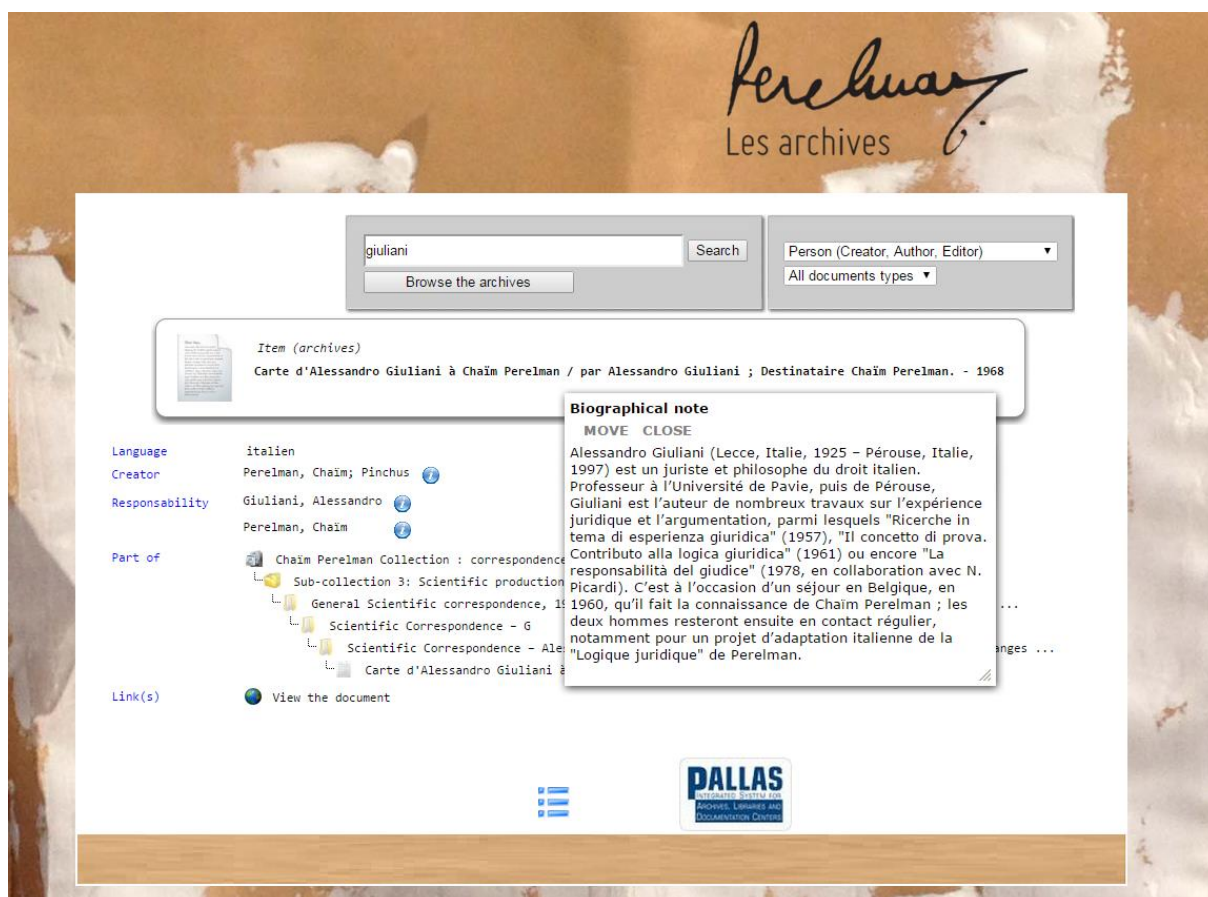 Perelman
Les archives
giuliani
Search
Person (Creator, Author, Editor)
Browse the archives
All documents types
Item (archives)
Carte d'Alessandro Giuliani à Chaïm Perelman / par Alessandro Giuliani ; Destinataire Chaïm Perelman. - 1968
Biographical note
MOVE CLOSE
Alessandro Giuliani (Lecce, Italie, 1925 – Pérouse, Italie,
1997) est un juriste et philosophe du droit italien.
Professeur à l'Université de Pavie, puis de Pérouse,
Giuliani est l'auteur de nombreux travaux sur l'expérience
juridique et l'argumentation, parmi lesquels "Ricerche in
tema di esperienza giuridica" (1957), "Il concetto di prova.
Contributo alla logica giuridica" (1961) ou encore "La
responsabilità del giudice" (1978, en collaboration avec N.
Picardi). C'est à l'occasion d'un séjour en Belgique, en
1960, qu'il fait la connaissance de Chaïm Perelman ; les
deux hommes resteront ensuite en contact régulier,
notamment pour un projet d'adaptation italienne de la
"Logique juridique" de Perelman.
Language italien
Creator Perelman, Chaïm; Pinchus
Responsability Giuliani, Alessandro
Perelman, Chaïm
Part of Chaïm Perelman Collection : correspondence
Sub-collection 3: Scientific production
General Scientific correspondence, 19 ...
Scientific Correspondence – G
Scientific Correspondence – Ale anges ...
Carte d'Alessandro Giuliani à
Link(s) View the document
PALLAS
INTEGRATED SYSTEM FOR
ARCHIVES, LIBRARIES AND
DOCUMENTATION CENTERS